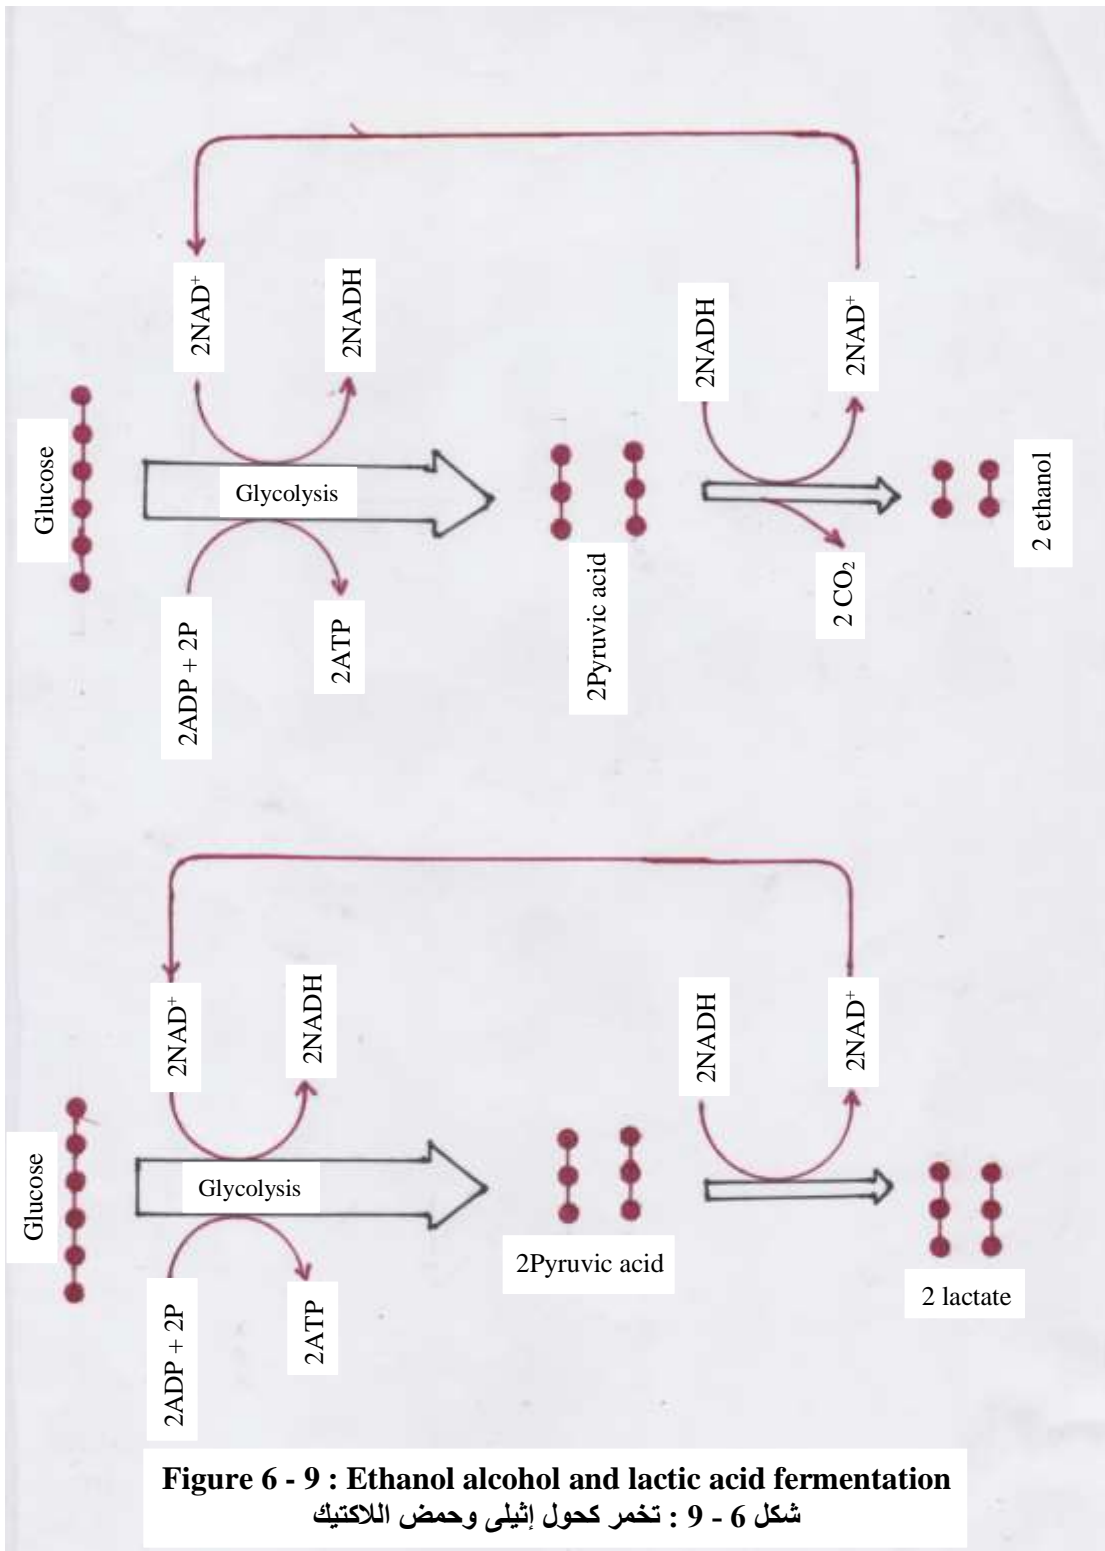 2NAD⁺
2NADH
2NADH
2NAD⁺
Glucose
Glycolysis
2 ethanol
2ADP + 2P
2ATP
2Pyruvic acid
2 CO₂
2NAD⁺
2NADH
2NADH
2NAD⁺
Glucose
Glycolysis
2Pyruvic acid
2 lactate
2ADP + 2P
2ATP
Figure 6 - 9 : Ethanol alcohol and lactic acid fermentation
شكل 6 - 9 : تخمر كحول إثيلى وحمض اللاكتيك